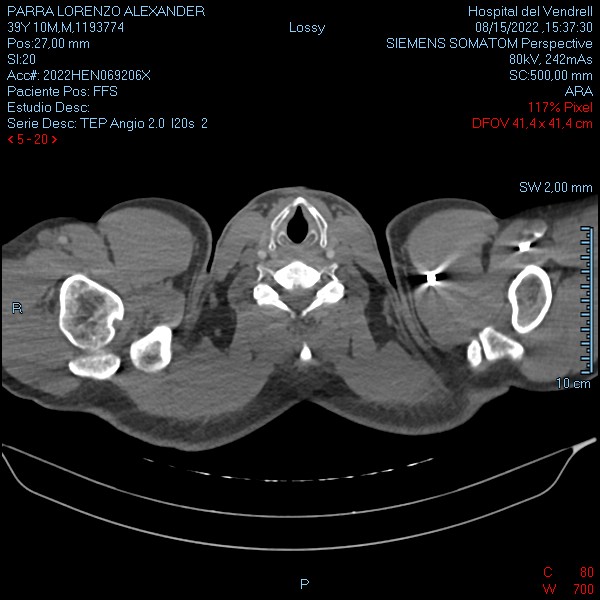 PARRA LORENZO ALEXANDER
39Y 10M,M,1193774
Pos:27,00 mm
SI:20
Acc#: 2022HEN069206X
Paciente Pos: FFS
Estudio Desc:
Serie Desc: TEP Angio 2.0 I20s 2
< 5 - 20 >
Lossy
Hospital del Vendrell
08/15/2022 ,15:37:30
SIEMENS SOMATOM Perspective
80kV, 242mAs
SC:500,00 mm
ARA
117% Pixel
DFOV 41,4 x 41,4 cm
SW 2,00 mm
R
10 cm
P
C 80
W 700